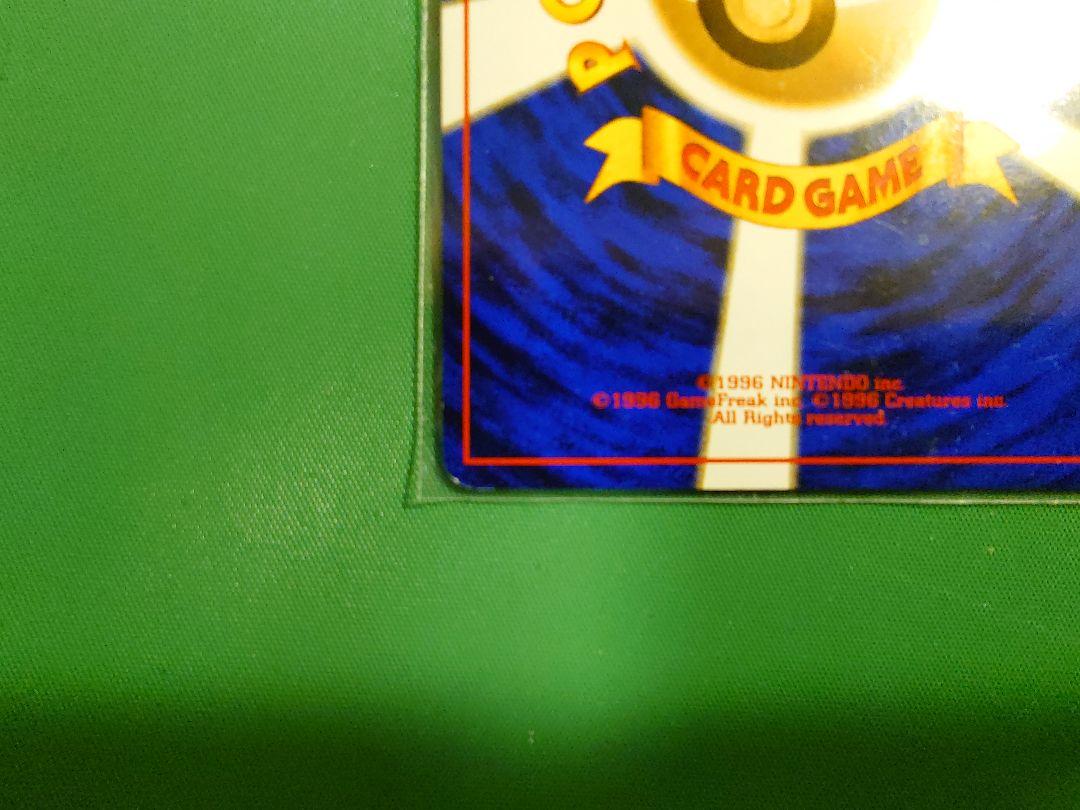 P O
CARD GAME
©1996 NINTENDO inc.
©1996 GameFreak inc. ©1996 Creatures inc.
All Rights reserved.